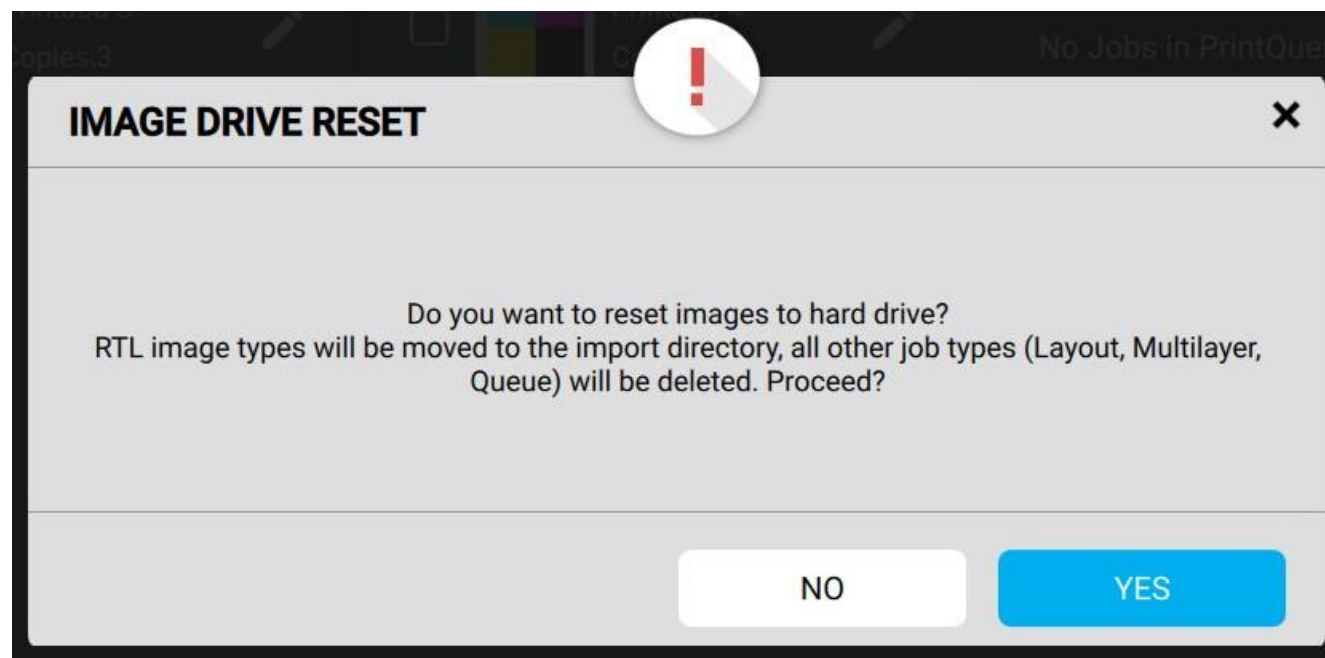 Copies:3
No Jobs in PrintQue
IMAGE DRIVE RESET
Do you want to reset images to hard drive?
RTL image types will be moved to the import directory, all other job types (Layout, Multilayer,
Queue) will be deleted. Proceed?
NO
YES